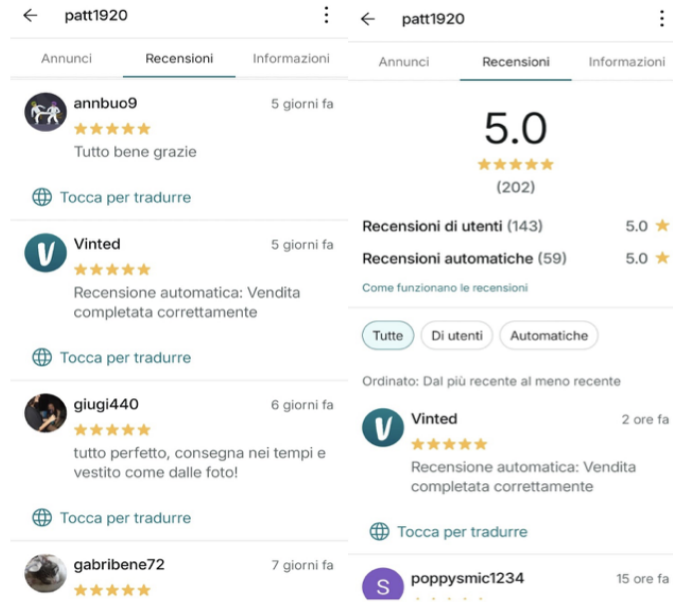 patt1920
Annunci Recensioni Informazioni
annbuo9 5 giorni fa
Tutto bene grazie
Tocca per tradurre
Vinted 5 giorni fa
Recensione automatica: Vendita
completata correttamente
Tocca per tradurre
giugi440 6 giorni fa
tutto perfetto, consegna nei tempi e
vestito come dalle foto!
Tocca per tradurre
gabribene72 7 giorni fa
patt1920
Annunci Recensioni Informazioni
5.0
(202)
Recensioni di utenti (143) 5.0
Recensioni automatiche (59) 5.0
Come funzionano le recensioni
Tutte Di utenti Automatiche
Ordinato: Dal più recente al meno recente
Vinted 2 ore fa
Recensione automatica: Vendita
completata correttamente
Tocca per tradurre
S poppysmic1234 15 ore fa